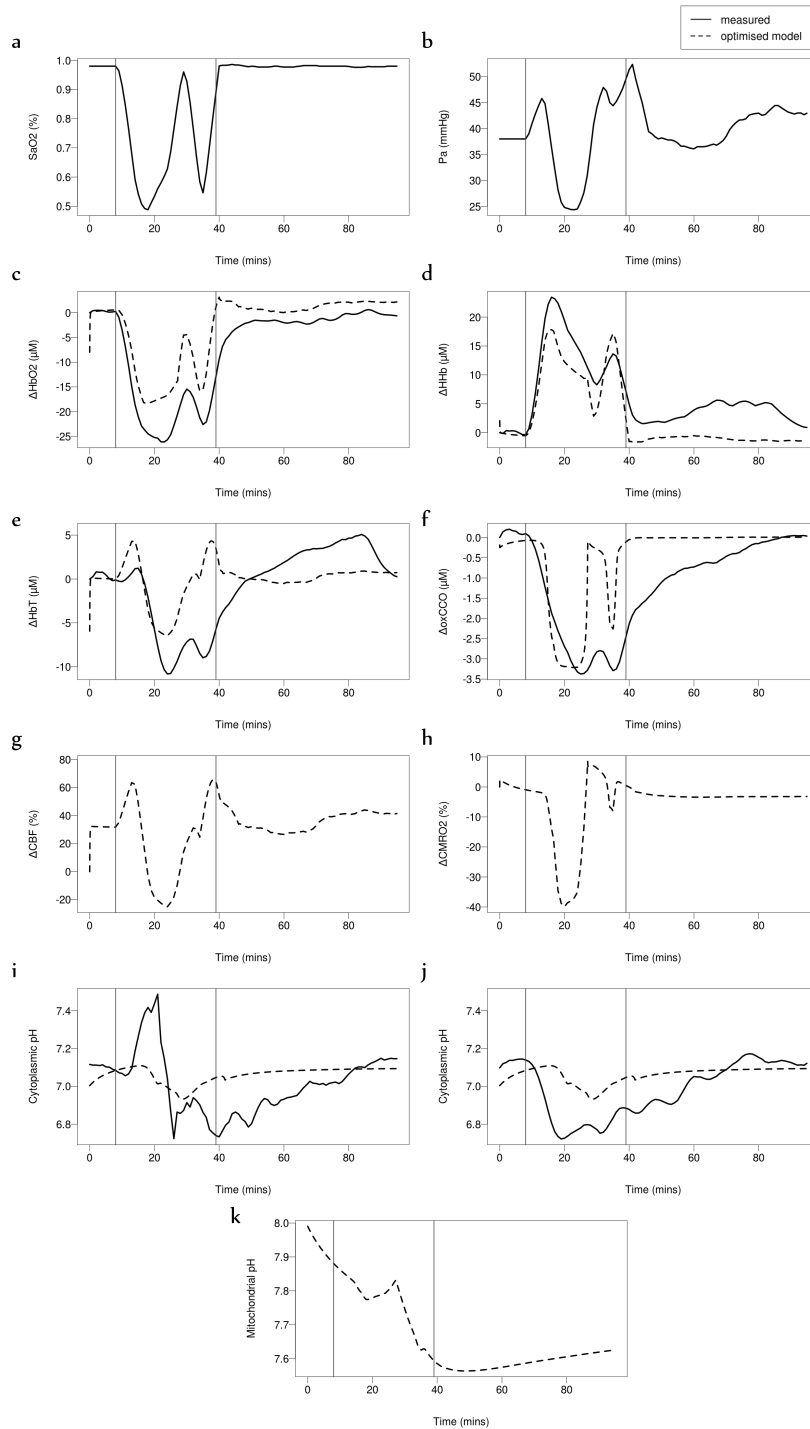 measured
optimised model
a
b
SaO2 (%)
1.0
0.9
0.8
0.7
0.6
0.5
0 20 40 60 80
Time (mins)
Pa (mmHg)
50
45
40
35
30
25
0 20 40 60 80
Time (mins)
c
d
ΔHbO2 (μM)
0
-5
-10
-15
-20
-25
0 20 40 60 80
Time (mins)
ΔHHb (μM)
20
15
10
5
0
0 20 40 60 80
Time (mins)
e
f
ΔHbT (μM)
5
0
-5
-10
0 20 40 60 80
Time (mins)
ΔoxCCO (μM)
0.0
-0.5
-1.0
-1.5
-2.0
-2.5
-3.0
-3.5
0 20 40 60 80
Time (mins)
g
h
ΔCBF (%)
80
60
40
20
0
-20
0 20 40 60 80
Time (mins)
ΔCMRO2 (%)
10
0
-10
-20
-30
-40
0 20 40 60 80
Time (mins)
i
j
Cytoplasmic pH
7.4
7.2
7.0
6.8
0 20 40 60 80
Time (mins)
Cytoplasmic pH
7.4
7.2
7.0
6.8
0 20 40 60 80
Time (mins)
k
Mitochondrial pH
8.0
7.9
7.8
7.7
7.6
0 20 40 60 80
Time (mins)